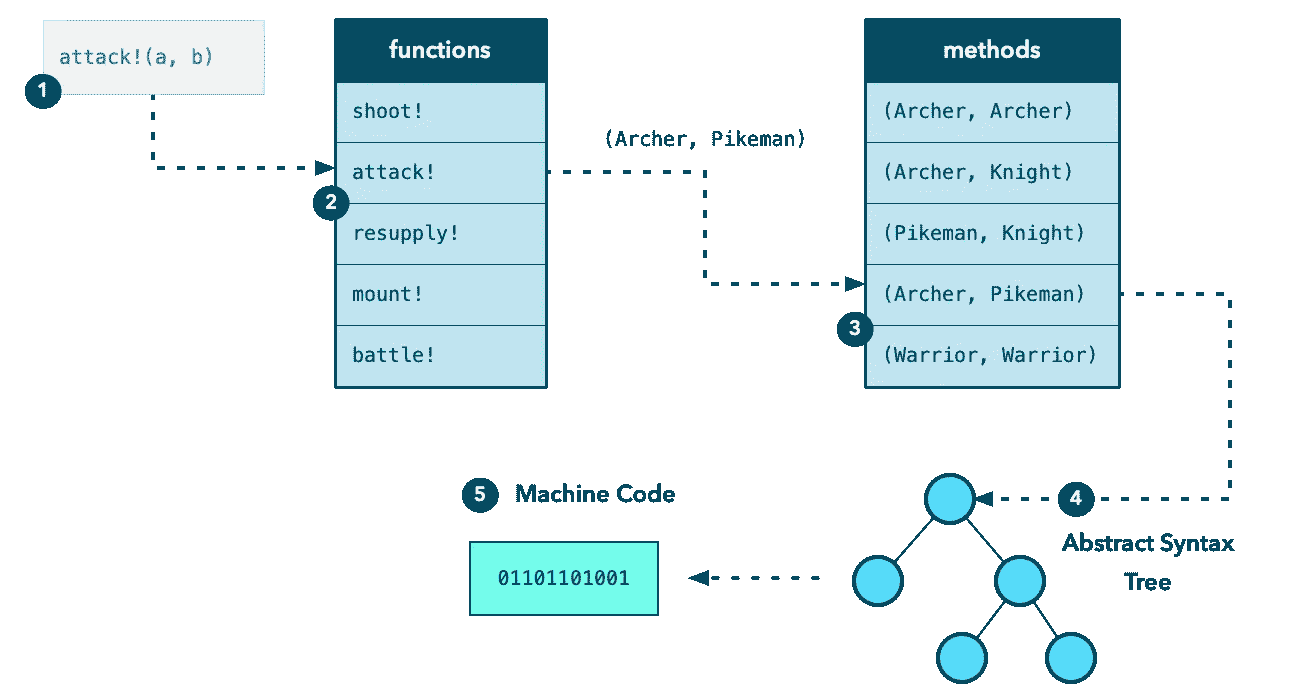 attack!(a, b)
1
functions
shoot!
attack!
2
resupply!
mount!
battle!
(Archer, Pikeman)
methods
(Archer, Archer)
(Archer, Knight)
(Pikeman, Knight)
(Archer, Pikeman)
3
(Warrior, Warrior)
4
Abstract Syntax
Tree
5
Machine Code
01101101001